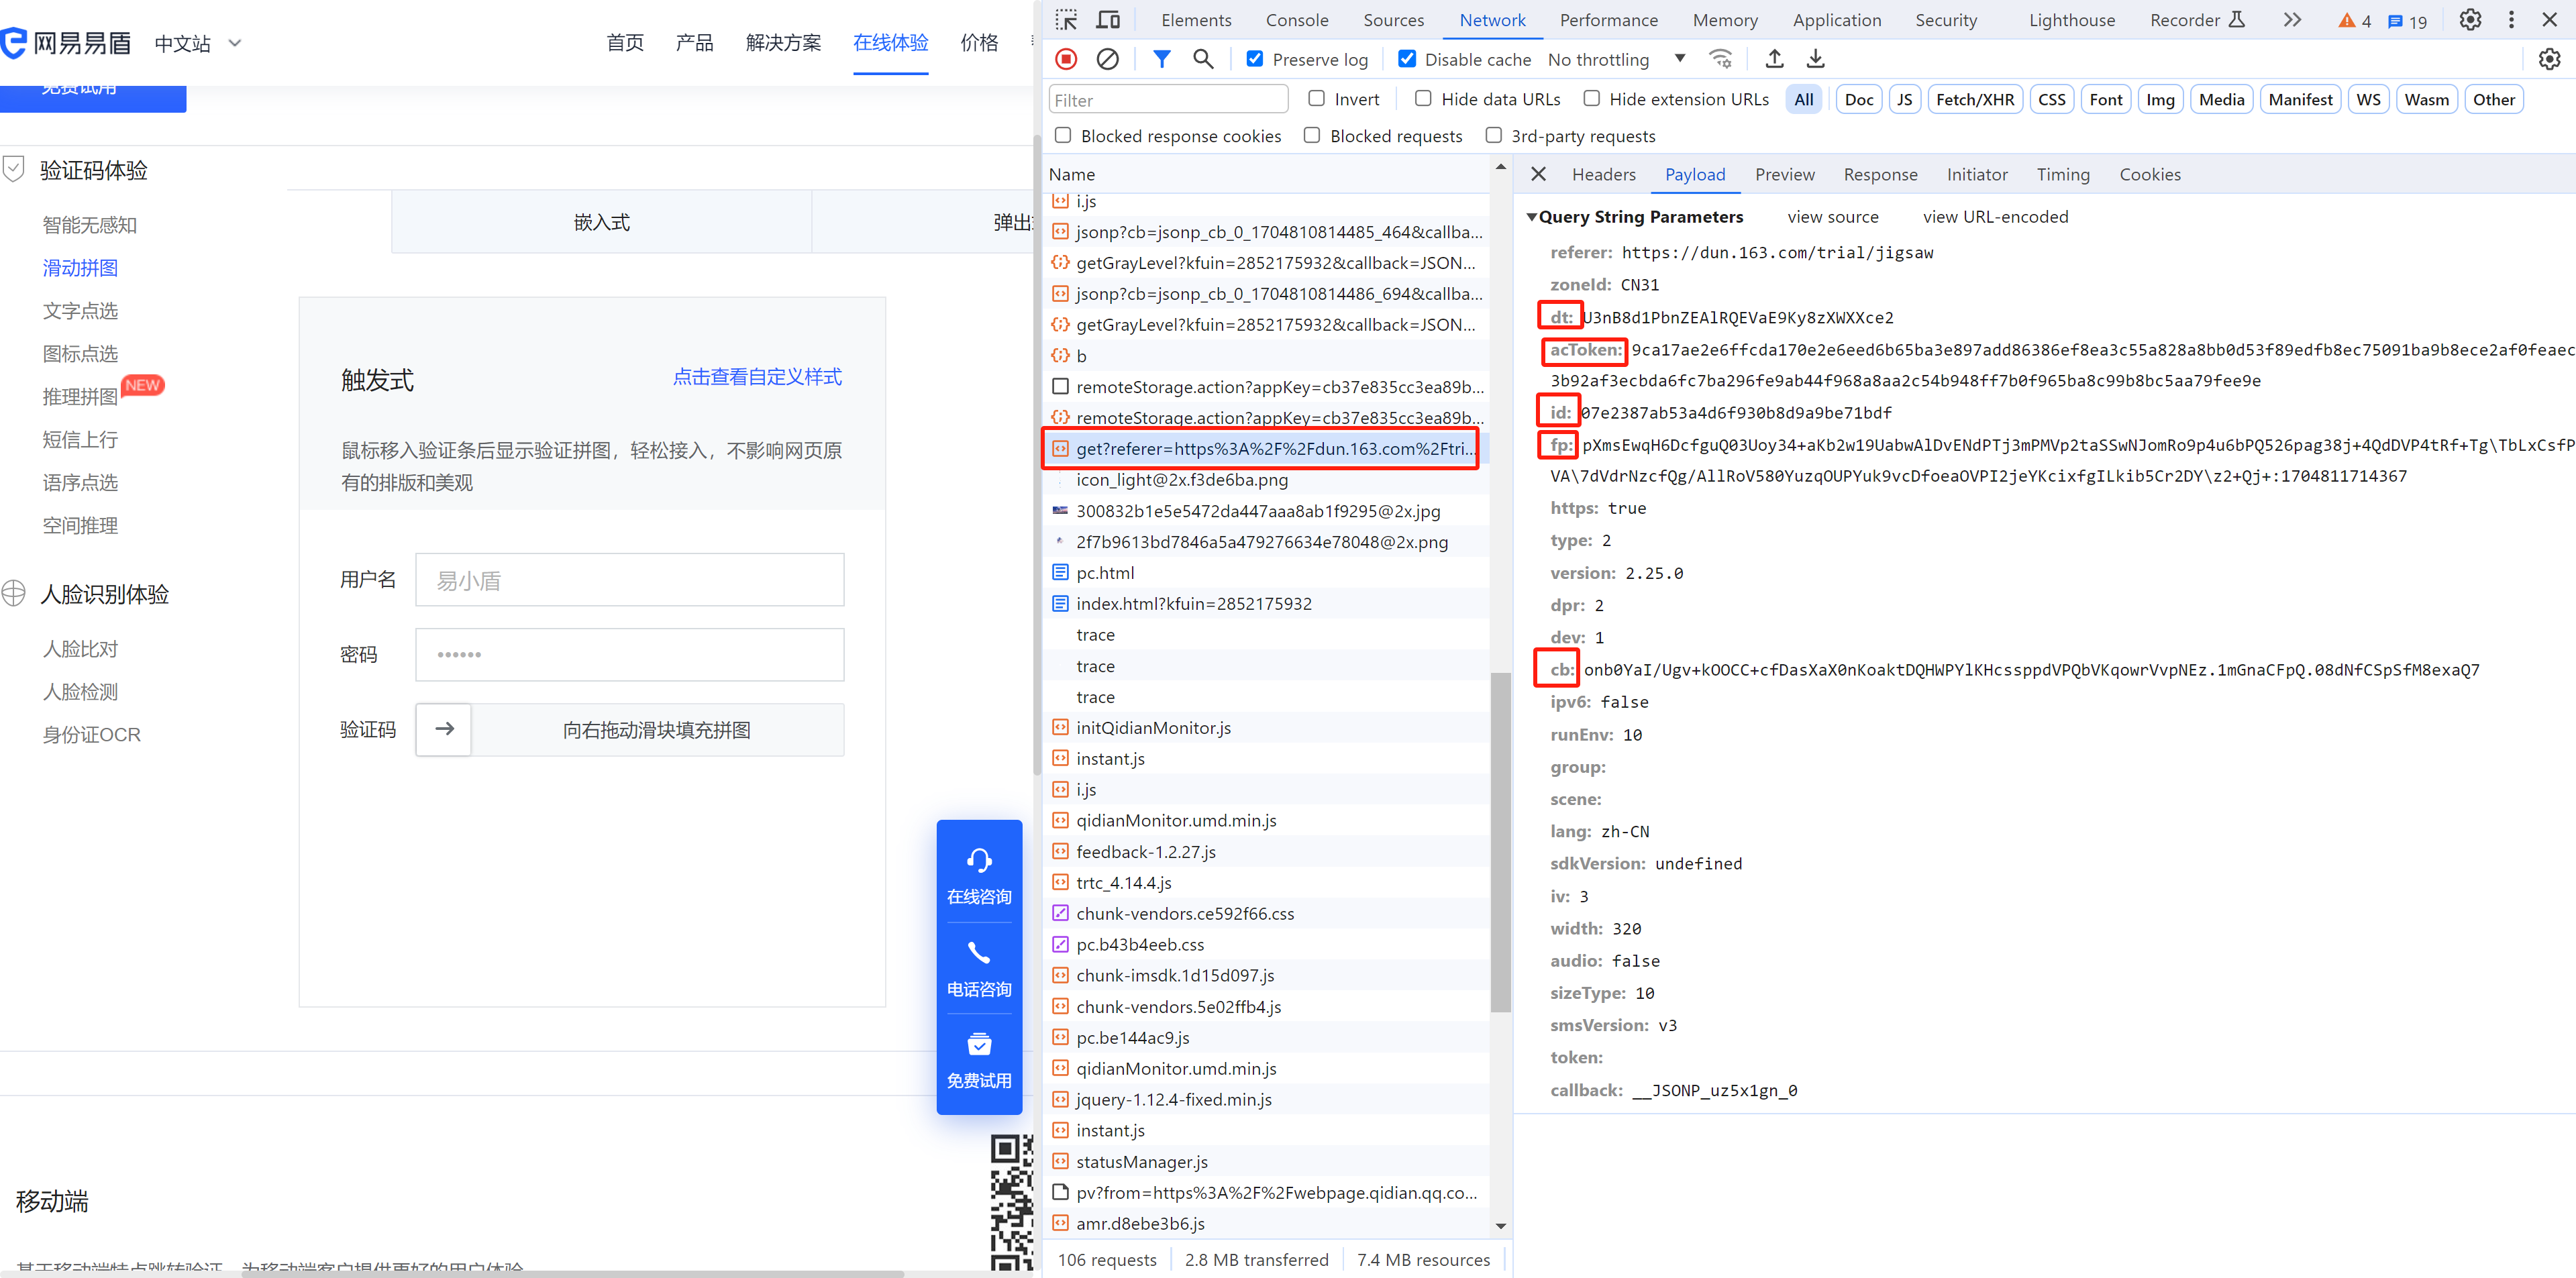 网易易盾
中文站
首页
产品
解决方案
在线体验
价格
免费试用
验证码体验
智能无感知
滑动拼图
文字点选
图标点选
推理拼图
NEW
短信上行
语序点选
空间推理
人脸识别体验
人脸比对
人脸检测
身份证OCR
嵌入式
弹出
触发式
点击查看自定义样式
鼠标移入验证条后显示验证拼图，轻松接入，不影响网页原
有的排版和美观
用户名
易小盾
密码
••••••
验证码
向右拖动滑块填充拼图
在线咨询
电话咨询
免费试用
移动端
Elements Console Sources Network Performance Memory Application Security Lighthouse Recorder 4 19
Preserve log Disable cache No throttling
Filter Invert Hide data URLs Hide extension URLs All Doc JS Fetch/XHR CSS Font Img Media Manifest WS Wasm Other
Blocked response cookies Blocked requests 3rd-party requests
Name
i.js
jsonp?cb=jsonp_cb_0_1704810814485_464&callba...
getGrayLevel?kfuin=2852175932&callback=JSON...
jsonp?cb=jsonp_cb_0_1704810814486_694&callba...
getGrayLevel?kfuin=2852175932&callback=JSON...
b
remoteStorage.action?appKey=cb37e835cc3ea89b...
remoteStorage.action?appKey=cb37e835cc3ea89b...
get?referer=https%3A%2F%2Fdun.163.com%2Ftri...
icon_light@2x.f3de6ba.png
300832b1e5e5472da447aaa8ab1f9295@2x.jpg
2f7b9613bd7846a5a479276634e78048@2x.png
pc.html
index.html?kfuin=2852175932
trace
trace
trace
initQidianMonitor.js
instant.js
i.js
qidianMonitor.umd.min.js
feedback-1.2.27.js
trtc_4.14.4.js
chunk-vendors.ce592f66.css
pc.b43b4eeb.css
chunk-imsdk.1d15d097.js
chunk-vendors.5e02ffb4.js
pc.be144ac9.js
qidianMonitor.umd.min.js
jquery-1.12.4-fixed.min.js
instant.js
statusManager.js
pv?from=https%3A%2F%2Fwebpage.qidian.qq.co...
amr.d8ebe3b6.js
106 requests 2.8 MB transferred 7.4 MB resources
Headers Payload Preview Response Initiator Timing Cookies
Query String Parameters view source view URL-encoded
referer: https://dun.163.com/trial/jigsaw
zoneId: CN31
dt: U3nB8d1PbnZEAlRQEVaE9Ky8zXWXXce2
acToken: 9ca17ae2e6ffcda170e2e6eed6b65ba3e897add86386ef8ea3c55a828a8bb0d53f89edfb8ec75091ba9b8ece2af0feaec
3b92af3ecbda6fc7ba296fe9ab44f968a8aa2c54b948ff7b0f965ba8c99b8bc5aa79fee9e
id: 07e2387ab53a4d6f930b8d9a9be71bdf
fp: pXmsEwqH6DcfguQ03Uoy34+aKb2w19UabwAlDvENdPTj3mPMVp2taSSwNJomRo9p4u6bPQ526pag38j+4QdDVP4tRf+Tg\TbLxCsfP
VA\7dVdrNzcfQg/AllRoV580YuzqOUPYuk9vcDfoeaOVPI2jeYKcixfgILkib5Cr2DY\z2+Qj+:1704811714367
https: true
type: 2
version: 2.25.0
dpr: 2
dev: 1
cb: onb0YaI/Ugv+kOOCC+cfDasXaX0nKoaktDQHWPYlKHcssppdVPQbVKqowrVvpNEz.1mGnaCFpQ.08dNfCSpSfM8exaQ7
ipv6: false
runEnv: 10
group:
scene:
lang: zh-CN
sdkVersion: undefined
iv: 3
width: 320
audio: false
sizeType: 10
smsVersion: v3
token:
callback: __JSONP_uz5x1gn_0